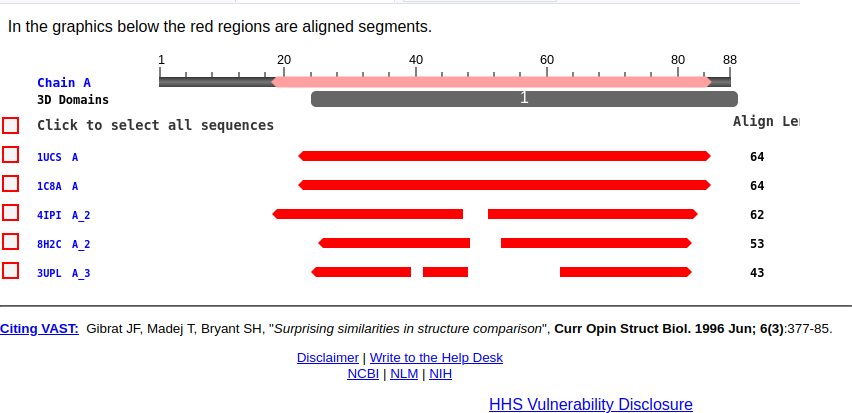 In the graphics below the red regions are aligned segments.
1 20 40 60 80 88
Chain A
3D Domains 1
Click to select all sequences Align Le
1UCS A 64
1C8A A 64
4IPI A_2 62
8H2C A_2 53
3UPL A_3 43
Citing VAST: Gibrat JF, Madej T, Bryant SH, "Surprising similarities in structure comparison", Curr Opin Struct Biol. 1996 Jun; 6(3):377-85.
Disclaimer | Write to the Help Desk
NCBI | NLM | NIH
HHS Vulnerability Disclosure